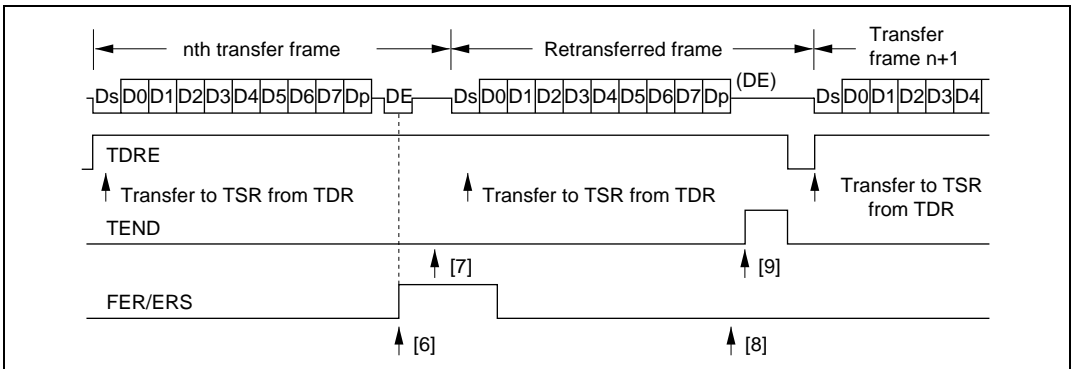 nth transfer frame
Retransferred frame
Transfer
frame n+1
Ds D0 D1 D2 D3 D4 D5 D6 D7 Dp DE Ds D0 D1 D2 D3 D4 D5 D6 D7 Dp (DE) Ds D0 D1 D2 D3 D4
TDRE
Transfer to TSR from TDR
Transfer to TSR from TDR
Transfer to TSR
from TDR
TEND
[7]
[9]
FER/ERS
[6]
[8]